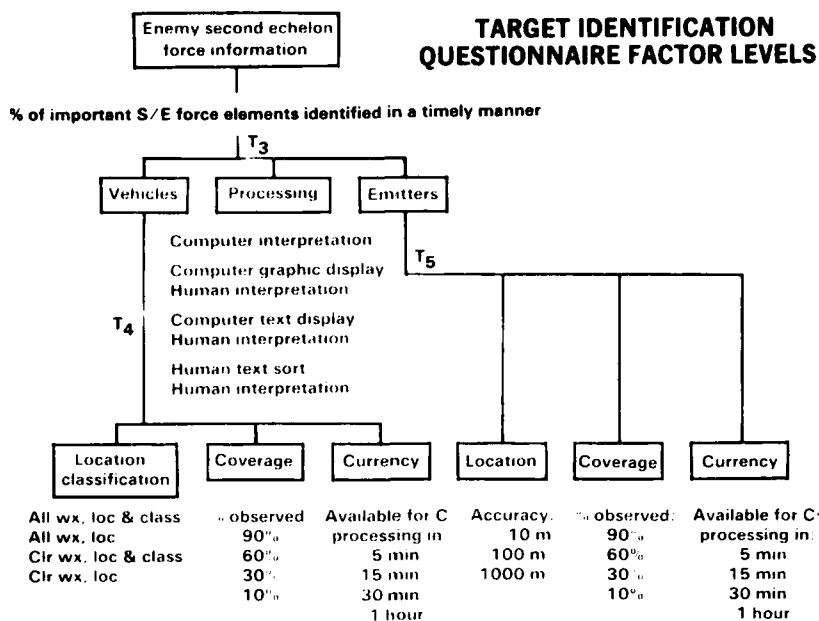 TARGET IDENTIFICATION
QUESTIONNAIRE FACTOR LEVELS
Enemy second echelon
force information
% of important S/E force elements identified in a timely manner
T3
Vehicles
Processing
Emitters
Computer interpretation
Computer graphic display
Human interpretation
Computer text display
Human interpretation
Human text sort
Human interpretation
T4
T5
Location
classification
Coverage
Currency
Location
Coverage
Currency
All wx, loc & class
All wx, loc
Clr wx, loc & class
Clr wx, loc
% observed
90%
60%
30%
10%
Available for C
processing in
5 min
15 min
30 min
1 hour
Accuracy:
10 m
100 m
1000 m
% observed:
90%
60%
30%
10%
Available for C
processing in:
5 min
15 min
30 min
1 hour